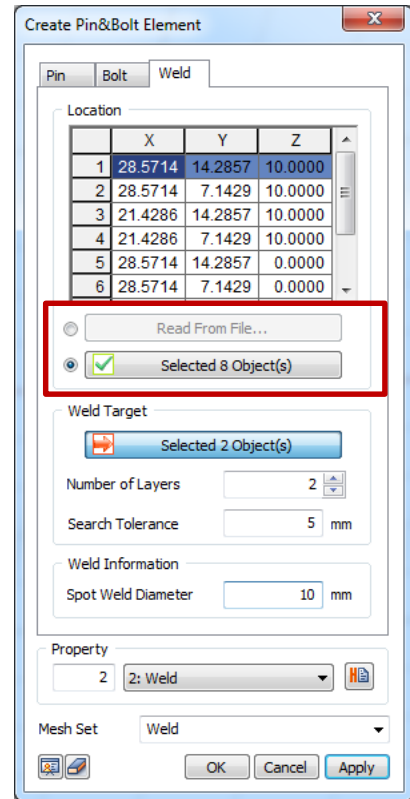 Create Pin&Bolt Element
Pin Bolt Weld
Location
X Y Z
1 28.5714 14.2857 10.0000
2 28.5714 7.1429 10.0000
3 21.4286 14.2857 10.0000
4 21.4286 7.1429 10.0000
5 28.5714 14.2857 0.0000
6 28.5714 7.1429 0.0000
Read From File...
Selected 8 Object(s)
Weld Target
Selected 2 Object(s)
Number of Layers 2
Search Tolerance 5 mm
Weld Information
Spot Weld Diameter 10 mm
Property
2 2: Weld
Mesh Set Weld
OK Cancel Apply